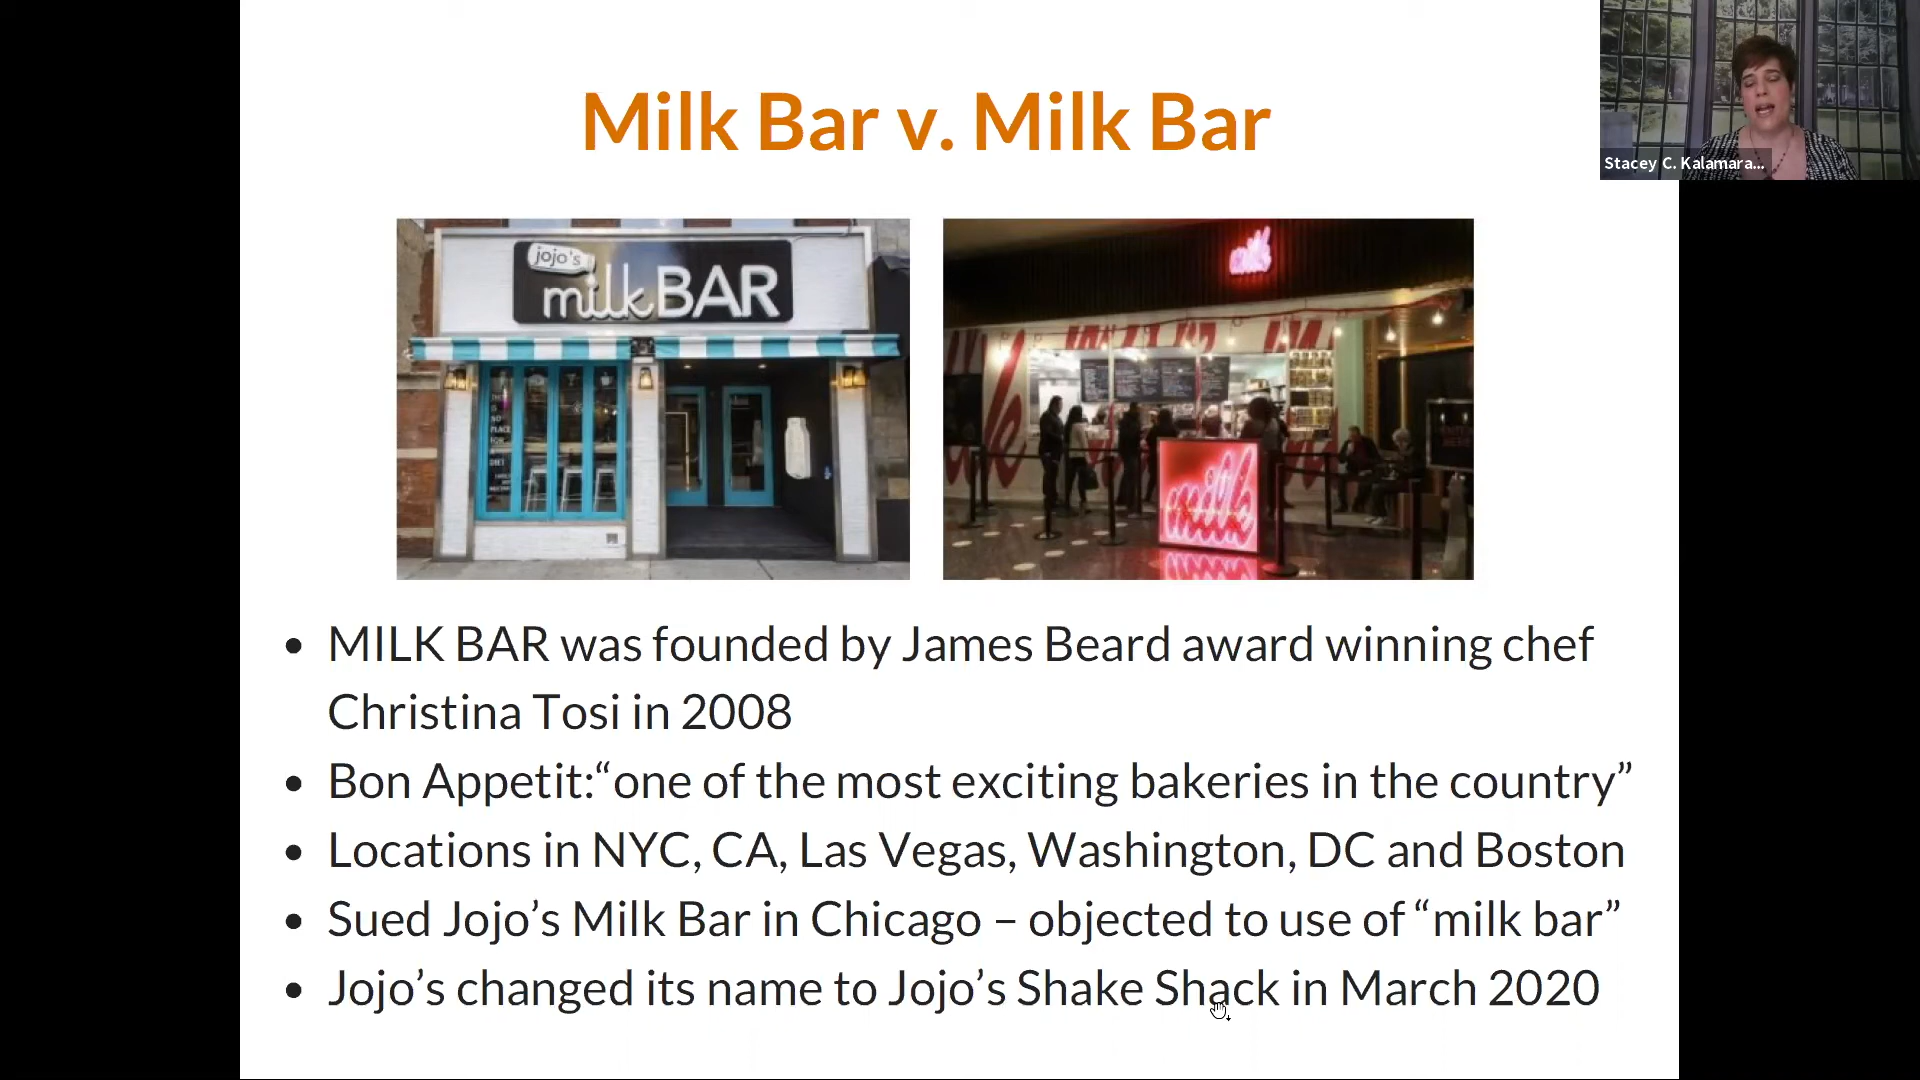 Milk Bar v. Milk Bar
Stacey C. Kalamara...
jojo's
milkBAR
milk
milk
• MILK BAR was founded by James Beard award winning chef
Christina Tosi in 2008
• Bon Appetit:“one of the most exciting bakeries in the country”
• Locations in NYC, CA, Las Vegas, Washington, DC and Boston
• Sued Jojo’s Milk Bar in Chicago – objected to use of “milk bar”
• Jojo’s changed its name to Jojo’s Shake Shack in March 2020